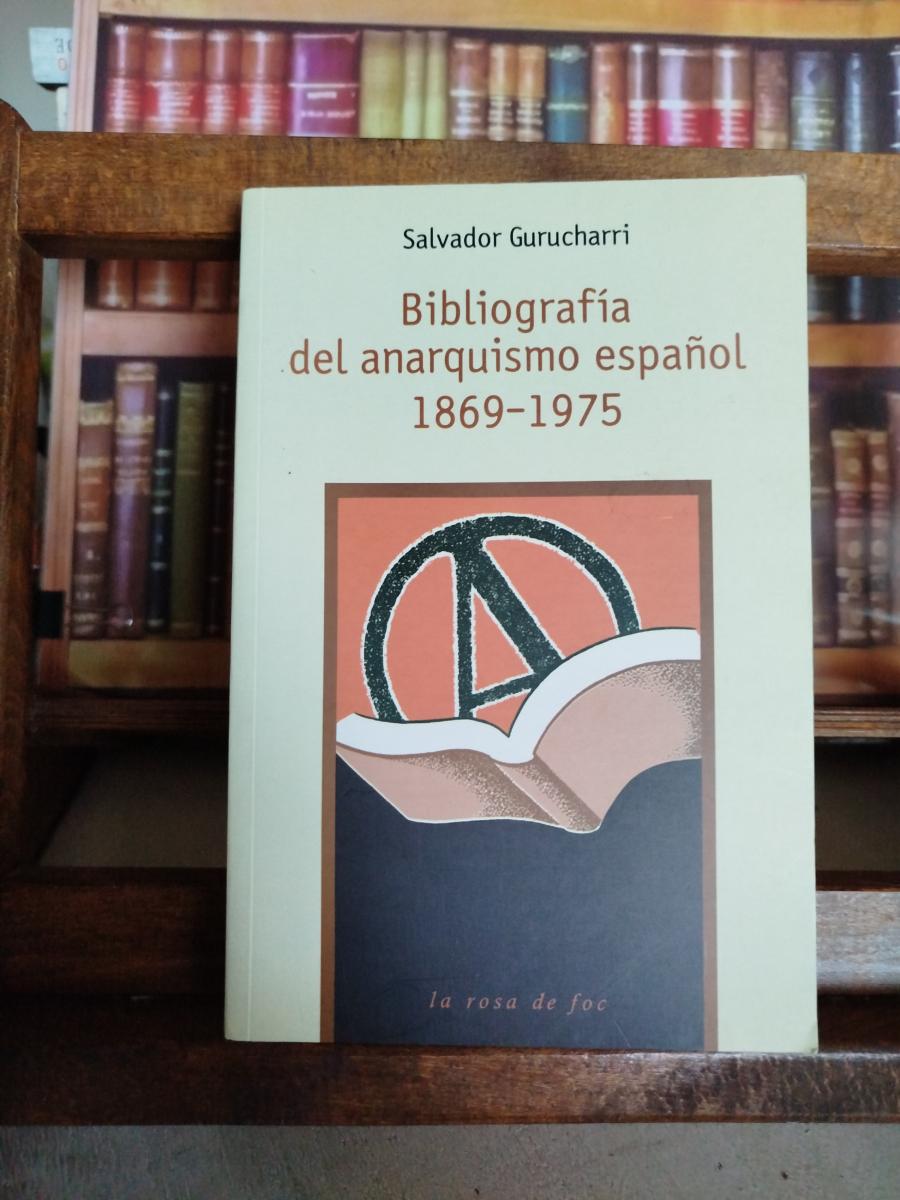 Salvador Gurucharri
Bibliografía
del anarquismo español
1869-1975
la rosa de foc